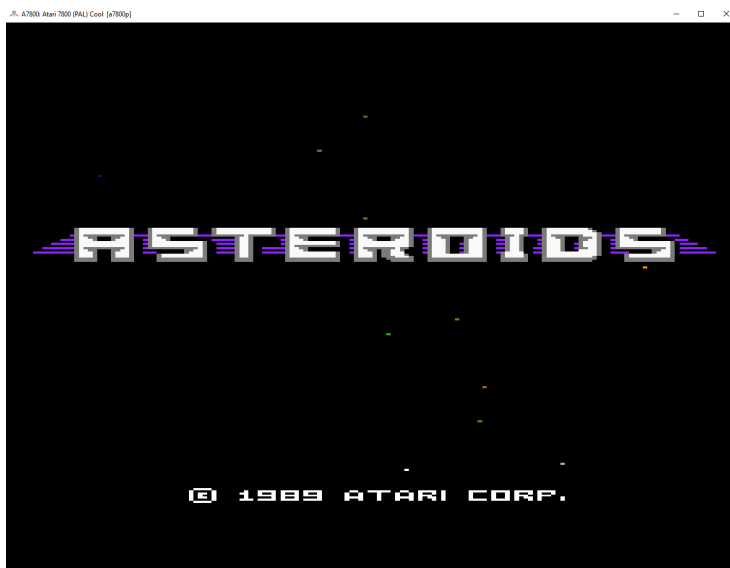 A7800: Atari 7800 (PAL) Cool [a7800p]
ASTEROIDS
© 1989 ATARI CORP.